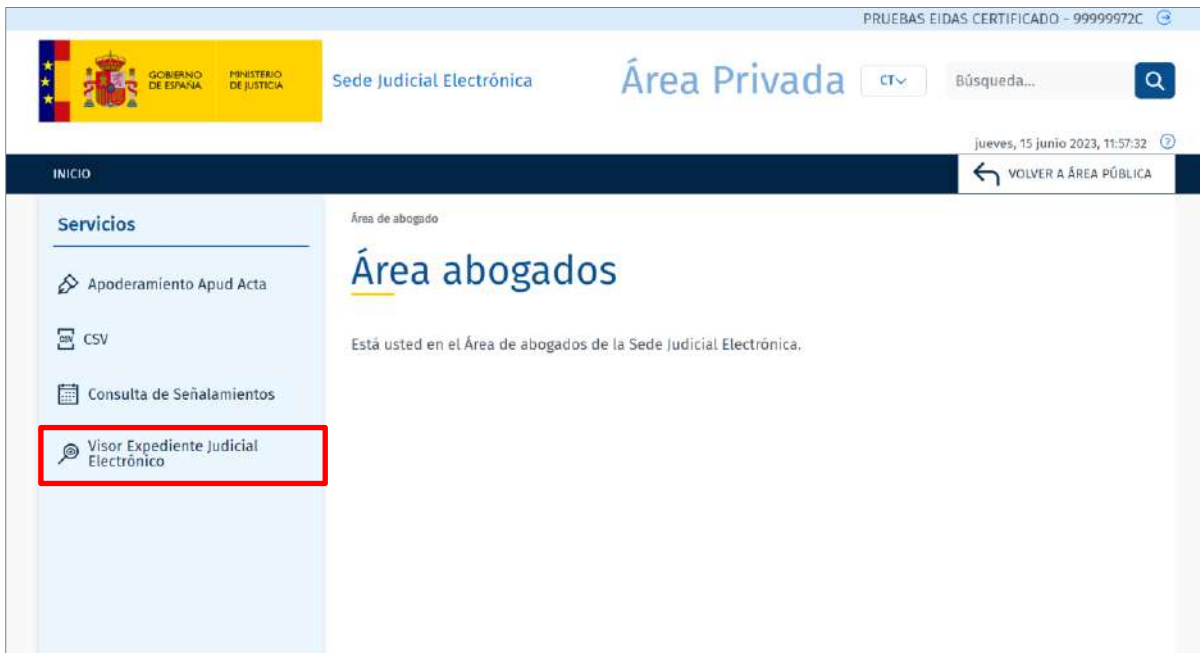 PRUEBAS EIDAS CERTIFICADO - 99999972C
GOBIERNO
DE ESPAÑA
MINISTERIO
DE JUSTICIA
Sede Judicial Electrónica
Área Privada
CT
Búsqueda...
jueves, 15 junio 2023, 11:57:32
INICIO
VOLVER A ÁREA PÚBLICA
Servicios
Apoderamiento Apud Acta
CSV
CSV
Consulta de Señalamientos
Visor Expediente Judicial
Electrónico
Área de abogado
Área abogados
Está usted en el Área de abogados de la Sede Judicial Electrónica.